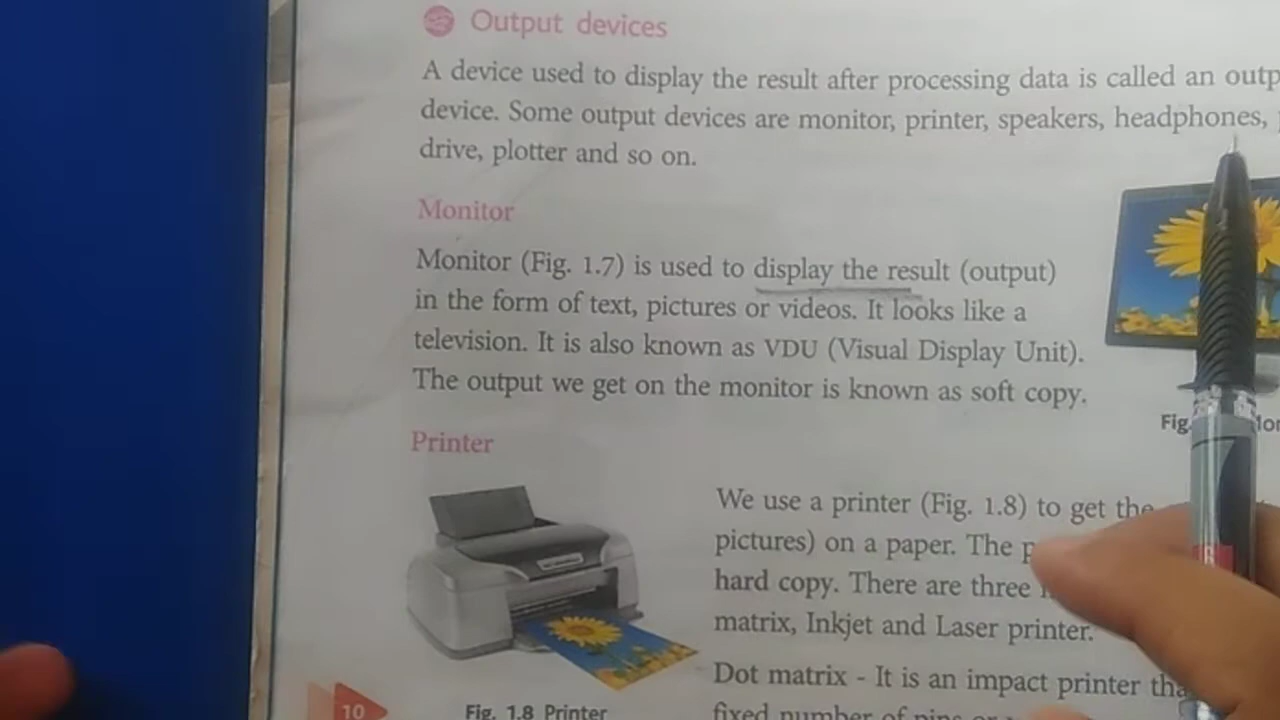 Output devices
A device used to display the result after processing data is called an
device. Some output devices are monitor, printer, speakers, headphones,
drive, plotter and so on.
Monitor
Monitor (Fig. 1.7) is used to display the result (output)
in the form of text, pictures or videos. It looks like a
television. It is also known as VDU (Visual Display Unit).
The output we get on the monitor is known as soft copy.
Fig.
Printer
We use a printer (Fig. 1.8) to get the
pictures) on a paper. The
hard copy. There are three
matrix, Inkjet and Laser printer.
Dot matrix - It is an impact printer
fixed number of pins
10
Fig. 1.8 Printer